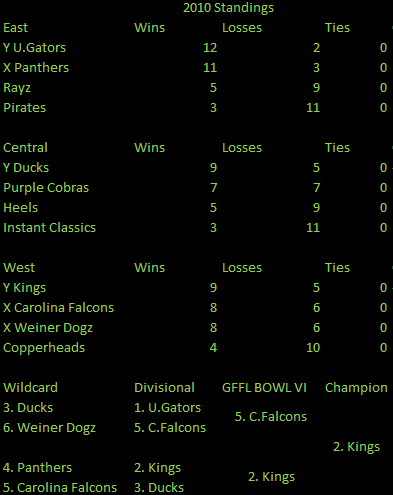 2010 Standings
East Wins Losses Ties
Y U.Gators 12 2 0
X Panthers 11 3 0
Rayz 5 9 0
Pirates 3 11 0
Central Wins Losses Ties
Y Ducks 9 5 0
Purple Cobras 7 7 0
Heels 5 9 0
Instant Classics 3 11 0
West Wins Losses Ties
Y Kings 9 5 0
X Carolina Falcons 8 6 0
X Weiner Dogz 8 6 0
Copperheads 4 10 0
Wildcard Divisional GFFL BOWL VI Champion
3. Ducks 1. U.Gators
5. C.Falcons
6. Weiner Dogz 5. C.Falcons
2. Kings
4. Panthers 2. Kings
2. Kings
5. Carolina Falcons 3. Ducks